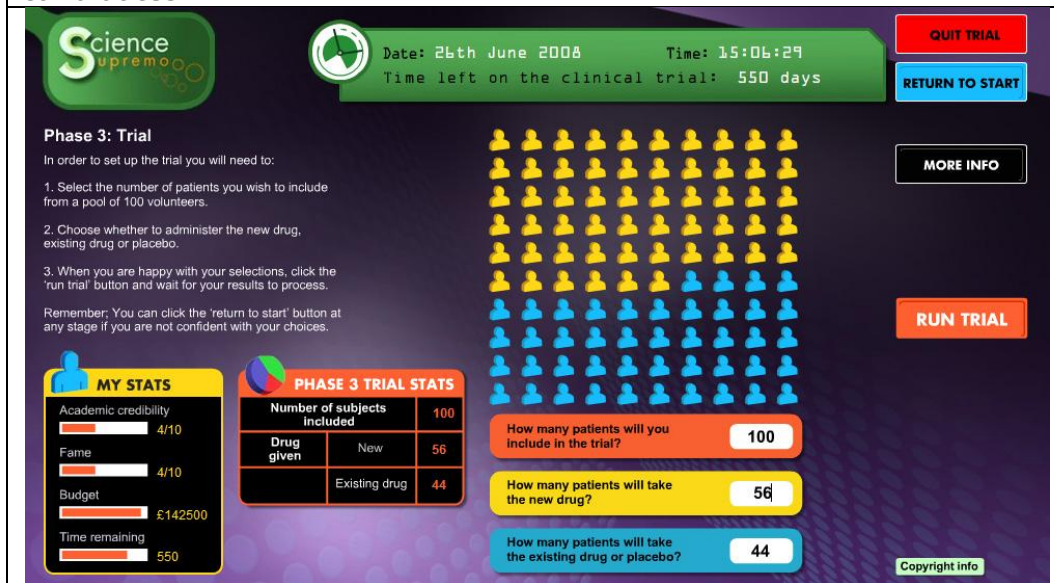 Science
Supremo
Date: 26th June 2008 Time: 15:06:29
Time left on the clinical trial: 550 days
QUIT TRIAL
RETURN TO START
MORE INFO
RUN TRIAL
Phase 3: Trial
In order to set up the trial you will need to:
1. Select the number of patients you wish to include
from a pool of 100 volunteers.
2. Choose whether to administer the new drug,
existing drug or placebo.
3. When you are happy with your selections, click the
'run trial' button and wait for your results to process.
Remember; You can click the 'return to start' button at
any stage if you are not confident with your choices.
MY STATS
Academic credibility
4/10
Fame
4/10
Budget
£142500
Time remaining
550
PHASE 3 TRIAL STATS
Number of subjects
included
100
Drug
given
New
56
Existing drug
44
How many patients will you
include in the trial?
100
How many patients will take
the new drug?
56
How many patients will take
the existing drug or placebo?
44
Copyright info